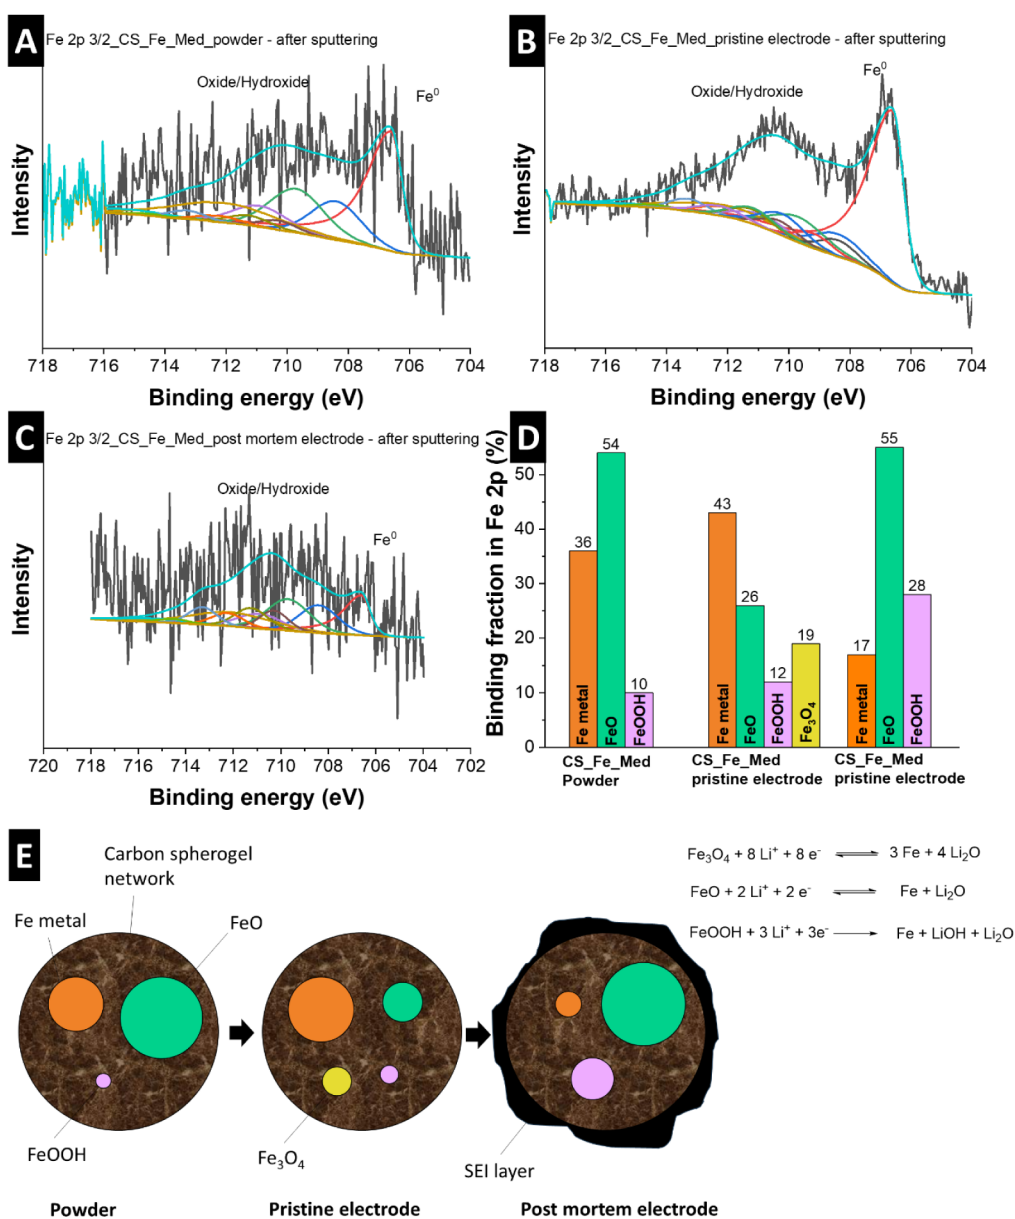 A
Fe 2p 3/2_CS_Fe_Med_powder - after sputtering
Oxide/Hydroxide
Fe⁰
Intensity
718 716 714 712 710 708 706 704
Binding energy (eV)
B
Fe 2p 3/2_CS_Fe_Med_pristine electrode - after sputtering
Oxide/Hydroxide
Fe⁰
Intensity
718 716 714 712 710 708 706 704
Binding energy (eV)
C
Fe 2p 3/2_CS_Fe_Med_post mortem electrode - after sputtering
Oxide/Hydroxide
Fe⁰
Intensity
720 718 716 714 712 710 708 706 704 702
Binding energy (eV)
D
Binding fraction in Fe 2p (%)
50
40
30
20
10
0
36 54 10
43 26 12 19
17 55 28
Fe metal FeO FeOOH
Fe metal FeO FeOOH Fe₃O₄
Fe metal FeO FeOOH
CS_Fe_Med
Powder
CS_Fe_Med
pristine electrode
CS_Fe_Med
pristine electrode
E
Carbon spherogel
network
Fe metal
FeO
FeOOH
Fe₃O₄
SEI layer
Fe₃O₄ + 8 Li⁺ + 8 e⁻ ⇌ 3 Fe + 4 Li₂O
FeO + 2 Li⁺ + 2 e⁻ ⇌ Fe + Li₂O
FeOOH + 3 Li⁺ + 3e⁻ → Fe + LiOH + Li₂O
Powder
Pristine electrode
Post mortem electrode